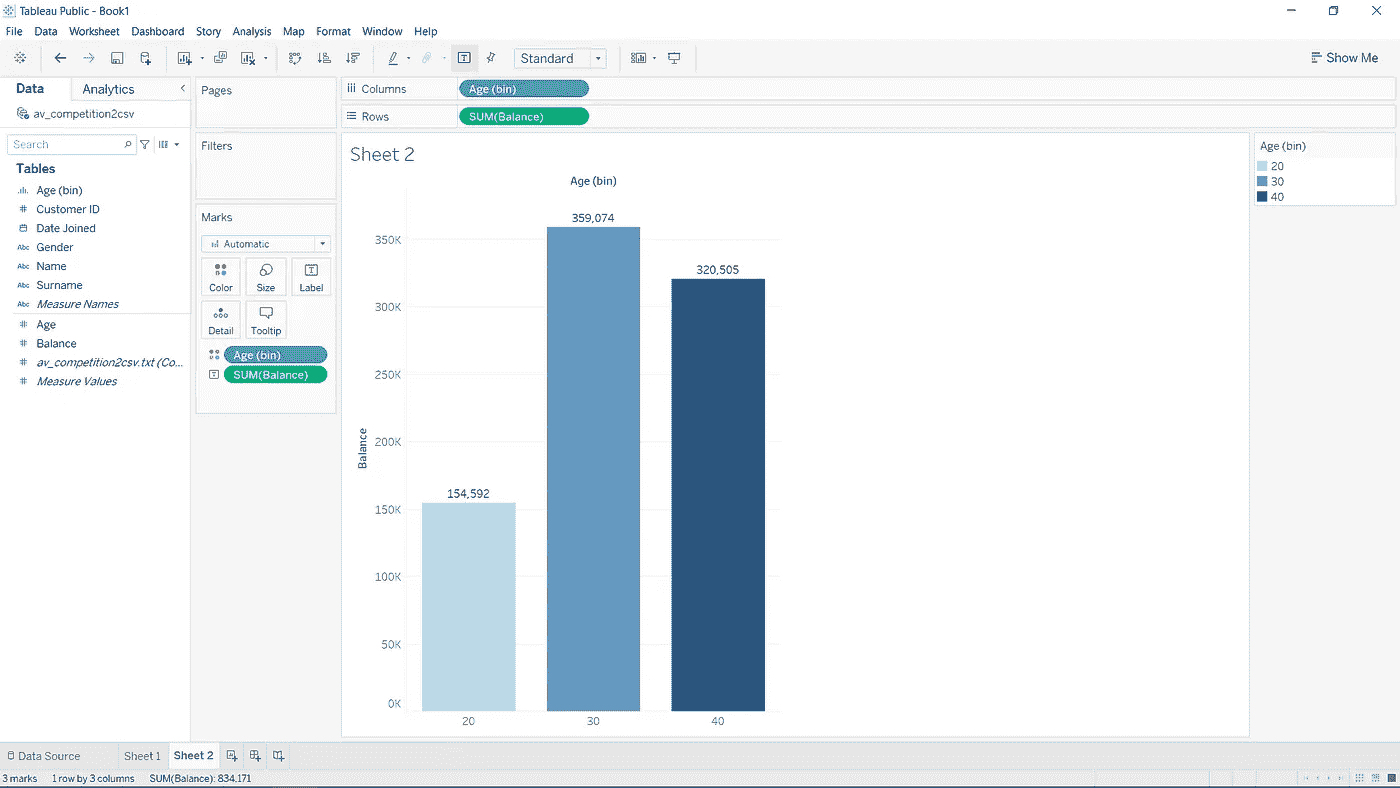 Tableau Public - Book1
File Data Worksheet Dashboard Story Analysis Map Format Window Help
Standard
Show Me
Data
Analytics
av_competition2csv
Search
Tables
Age (bin)
# Customer ID
Date Joined
Abc Gender
Abc Name
Abc Surname
Abc Measure Names
# Age
# Balance
# av_competition2csv.txt (Co...
# Measure Values
Pages
Filters
Marks
Automatic
Color Size Label
Detail Tooltip
Age (bin)
SUM(Balance)
Columns Age (bin)
Rows SUM(Balance)
Sheet 2
Age (bin)
Balance
350K
300K
250K
200K
150K
100K
50K
0K
154,592
359,074
320,505
20 30 40
Age (bin)
20
30
40
Data Source Sheet 1 Sheet 2
3 marks 1 row by 3 columns SUM(Balance): 834,171